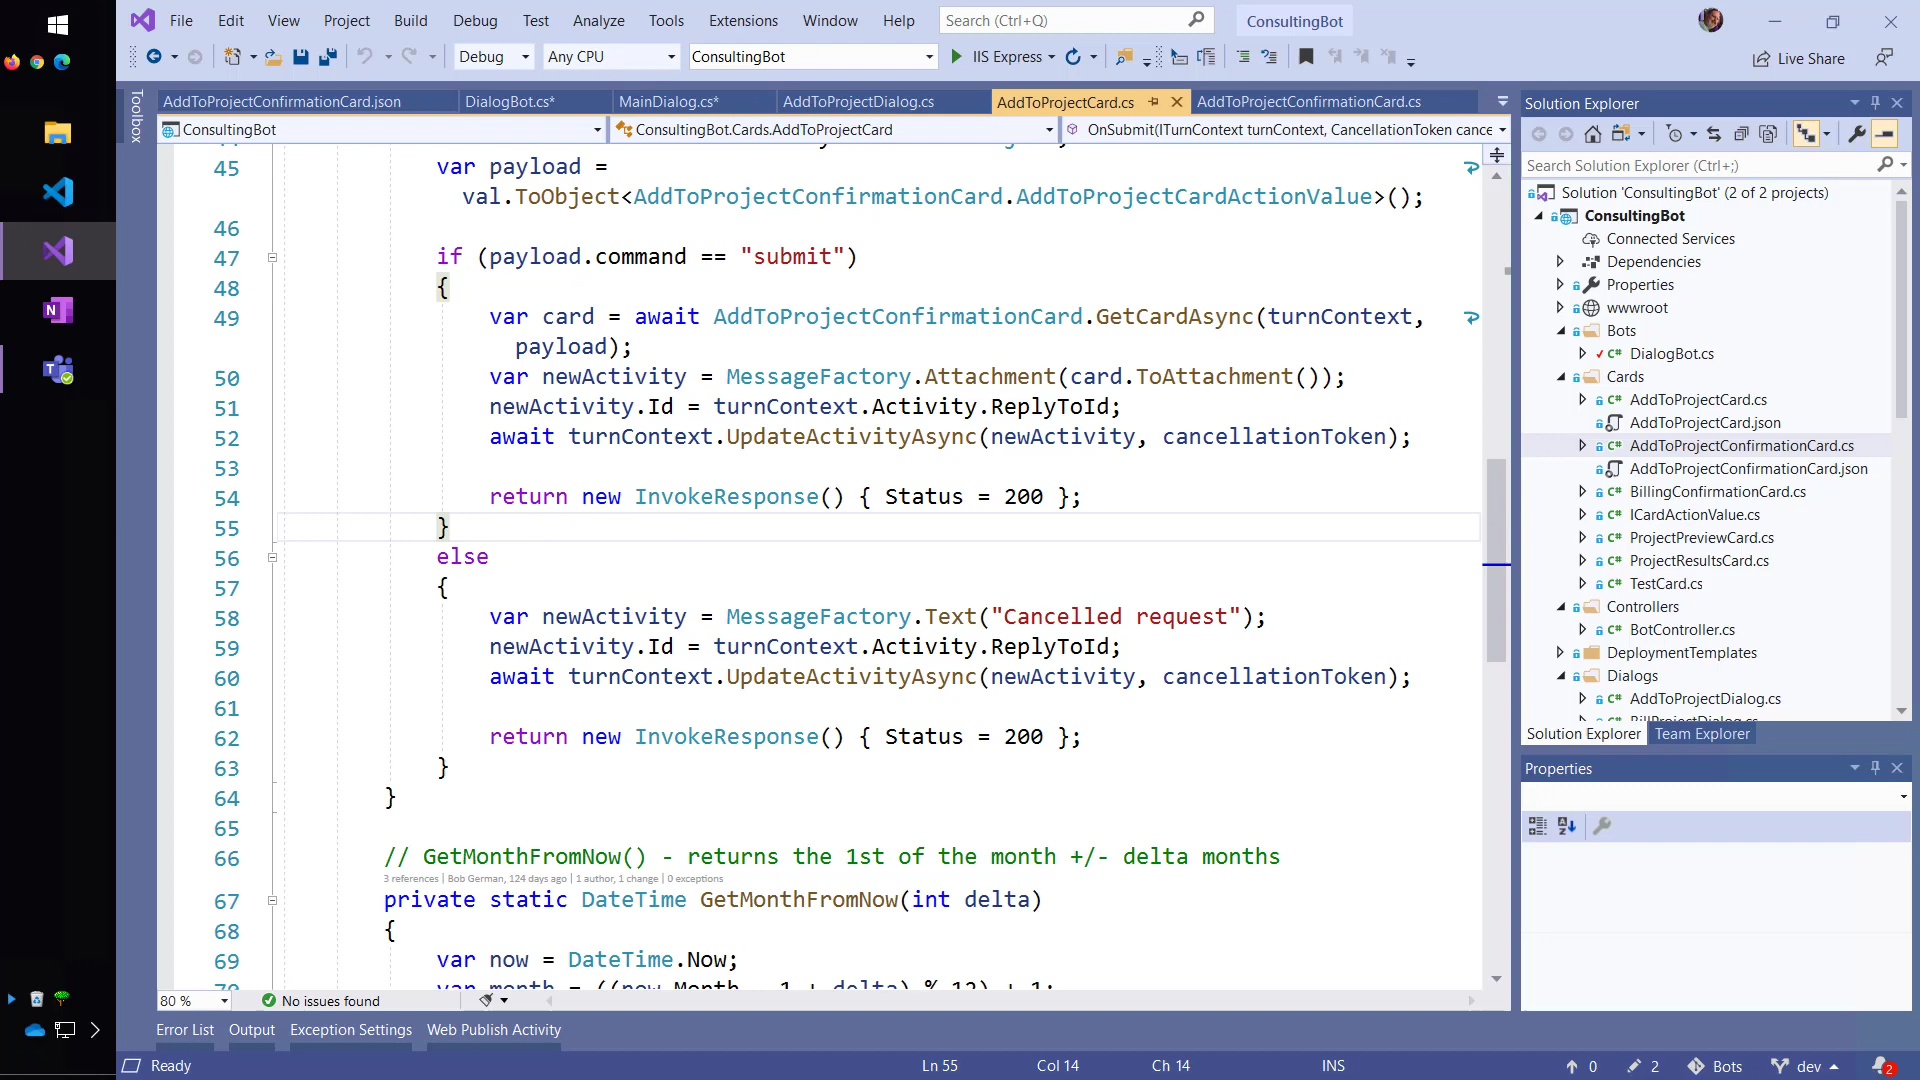 File Edit View Project Build Debug Test Analyze Tools Extensions Window Help Search (Ctrl+Q) ConsultingBot
Debug Any CPU ConsultingBot IIS Express Live Share
Toolbox
AddToProjectConfirmationCard.json DialogBot.cs* MainDialog.cs* AddToProjectDialog.cs AddToProjectCard.cs AddToProjectConfirmationCard.cs
ConsultingBot ConsultingBot.Cards.AddToProjectCard OnSubmit(ITurnContext turnContext, CancellationToken cance
45 var payload =
val.ToObject<AddToProjectConfirmationCard.AddToProjectCardActionValue>();
46
47 if (payload.command == "submit")
48 {
49 var card = await AddToProjectConfirmationCard.GetCardAsync(turnContext,
payload);
50 var newActivity = MessageFactory.Attachment(card.ToAttachment());
51 newActivity.Id = turnContext.Activity.ReplyToId;
52 await turnContext.UpdateActivityAsync(newActivity, cancellationToken);
53
54 return new InvokeResponse() { Status = 200 };
55 }
56 else
57 {
58 var newActivity = MessageFactory.Text("Cancelled request");
59 newActivity.Id = turnContext.Activity.ReplyToId;
60 await turnContext.UpdateActivityAsync(newActivity, cancellationToken);
61
62 return new InvokeResponse() { Status = 200 };
63 }
64 }
65
66 // GetMonthFromNow() - returns the 1st of the month +/- delta months
3 references | Bob German, 124 days ago | 1 author, 1 change | 0 exceptions
67 private static DateTime GetMonthFromNow(int delta)
68 {
69 var now = DateTime.Now;
80 % No issues found
Error List Output Exception Settings Web Publish Activity
Solution Explorer
Search Solution Explorer (Ctrl+;)
Solution 'ConsultingBot' (2 of 2 projects)
ConsultingBot
Connected Services
Dependencies
Properties
wwwroot
Bots
C# DialogBot.cs
Cards
C# AddToProjectCard.cs
AddToProjectCard.json
C# AddToProjectConfirmationCard.cs
AddToProjectConfirmationCard.json
C# BillingConfirmationCard.cs
C# ICardActionValue.cs
C# ProjectPreviewCard.cs
C# ProjectResultsCard.cs
C# TestCard.cs
Controllers
C# BotController.cs
DeploymentTemplates
Dialogs
C# AddToProjectDialog.cs
Solution Explorer Team Explorer
Properties
Ready Ln 55 Col 14 Ch 14 INS 0 2 Bots dev 2